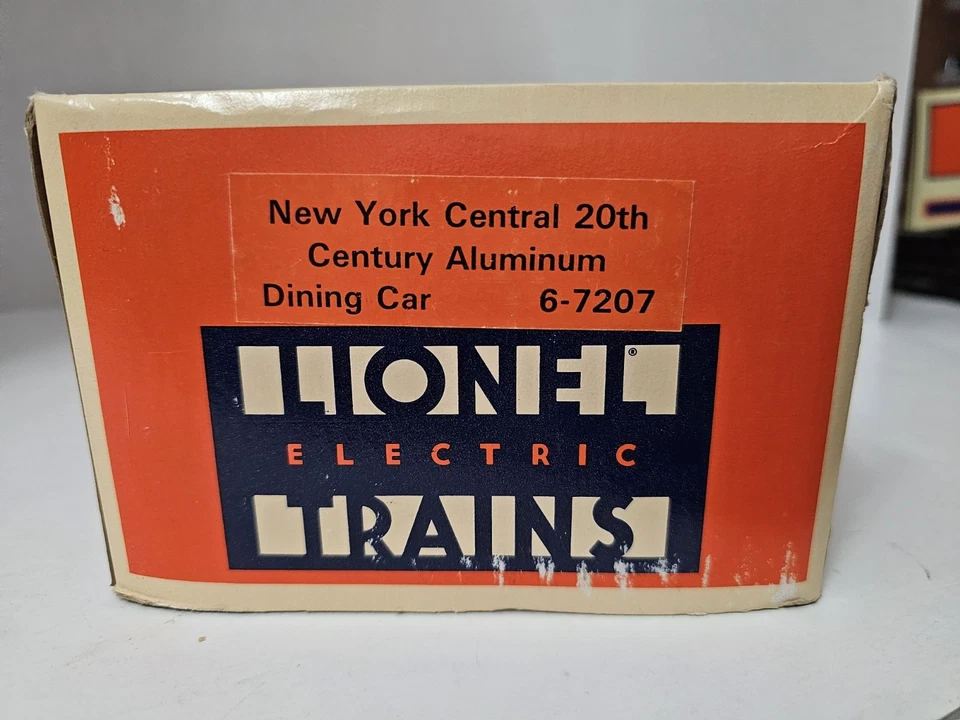 New York Central 20th
Century Aluminum
Dining Car 6-7207
LIONEL®
ELECTRIC
TRAINS